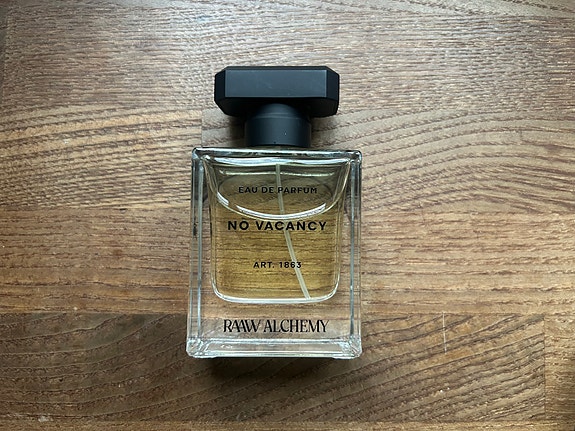 EAU DE PARFUM
NO VACANCY
ART. 1863
RAAW ALCHEMY